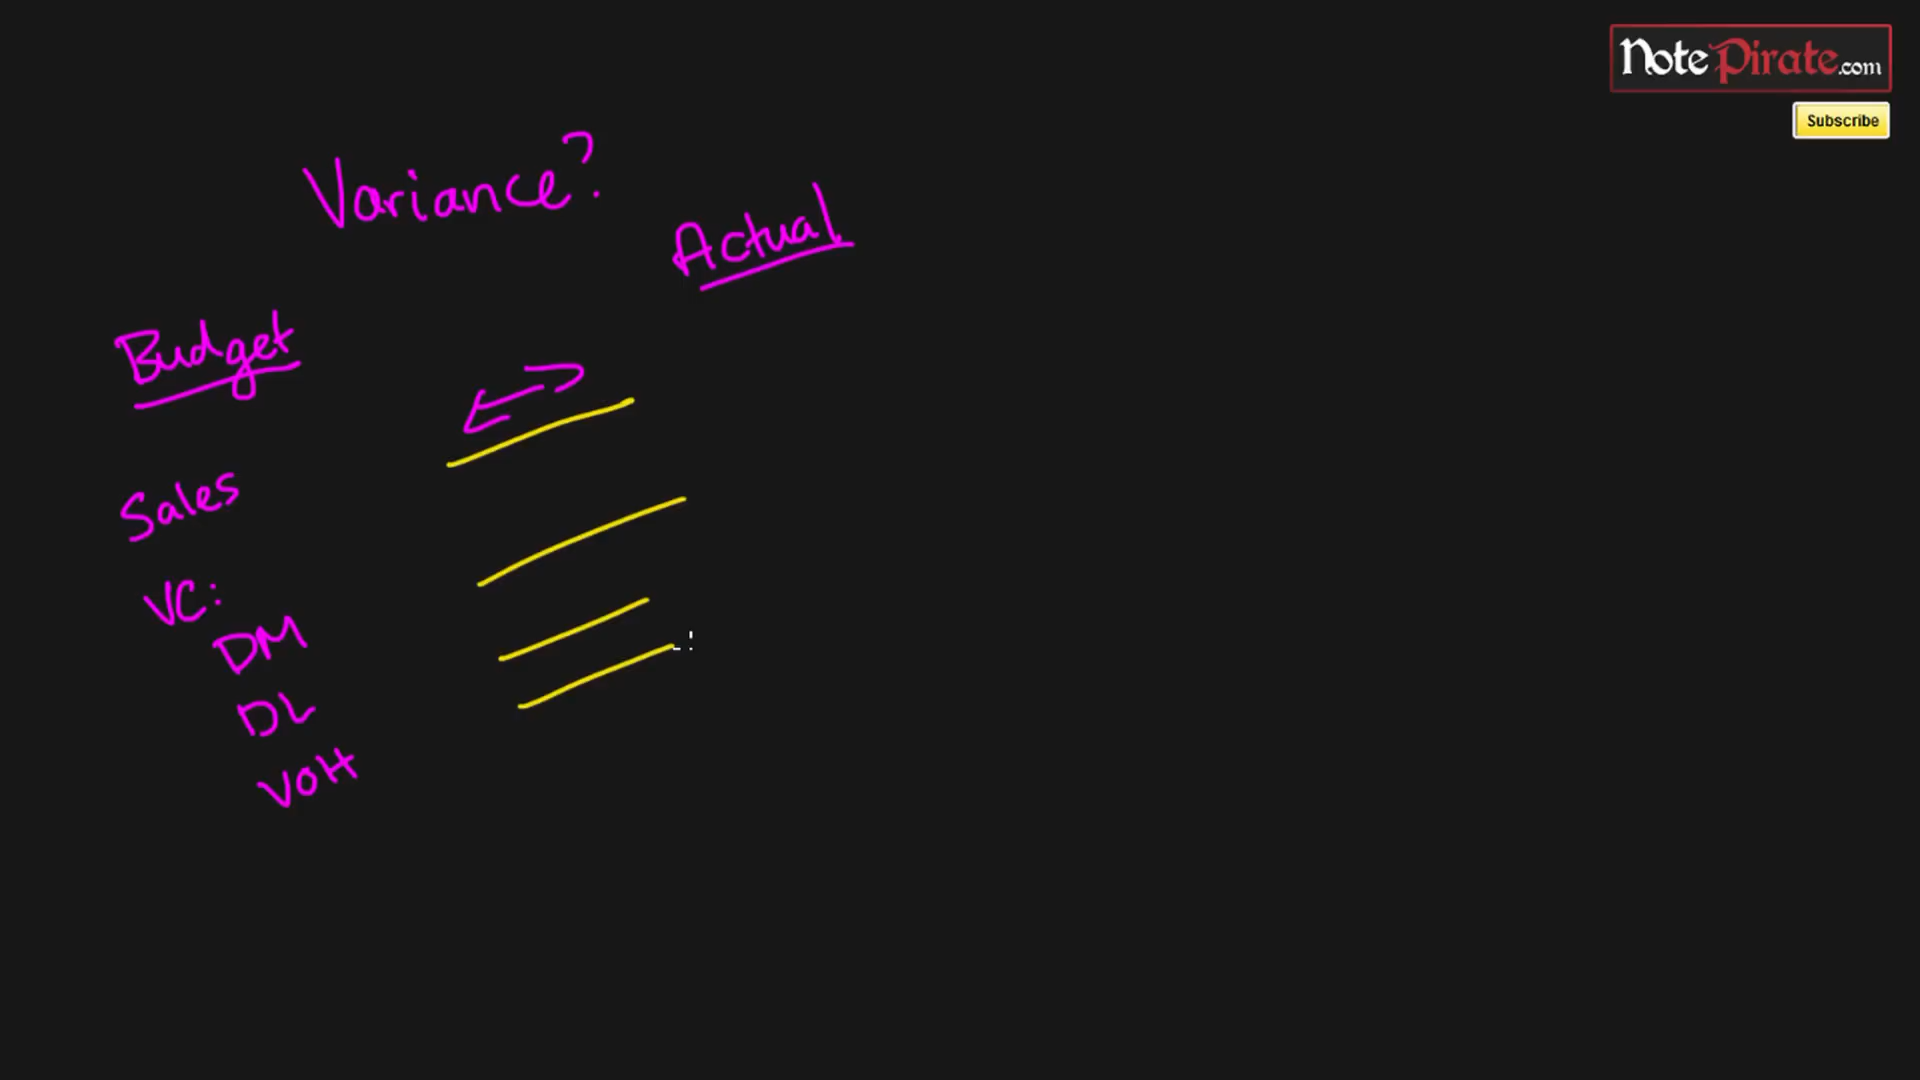 NotePirate.com
Subscribe
Variance?
Actual
Budget
Sales
VC:
DM
DL
VOH